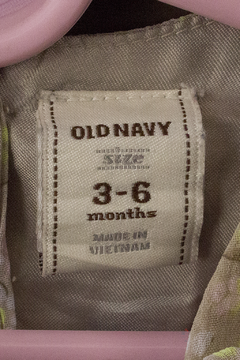 OLD NAVY
size
3-6
months
MADE IN
VIETNAM